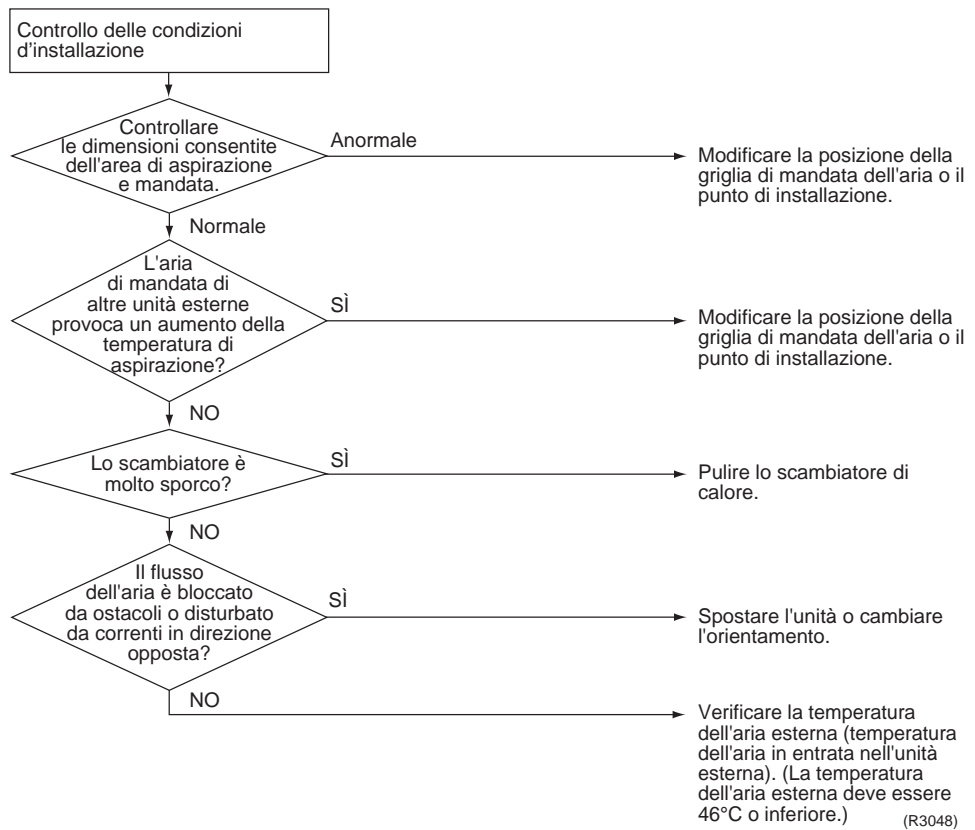 Controllo delle condizioni
d'installazione
Controllare
le dimensioni consentite
dell'area di aspirazione
e mandata.
Anormale
Modificare la posizione della
griglia di mandata dell'aria o il
punto di installazione.
Normale
L'aria
di mandata di
altre unità esterne
provoca un aumento della
temperatura di
aspirazione?
SÌ
Modificare la posizione della
griglia di mandata dell'aria o il
punto di installazione.
NO
Lo scambiatore è
molto sporco?
SÌ
Pulire lo scambiatore di
calore.
NO
Il flusso
dell'aria è bloccato
da ostacoli o disturbato
da correnti in direzione
opposta?
SÌ
Spostare l'unità o cambiare
l'orientamento.
NO
Verificare la temperatura
dell'aria esterna (temperatura
dell'aria in entrata nell'unità
esterna). (La temperatura
dell'aria esterna deve essere
46°C o inferiore.)
(R3048)